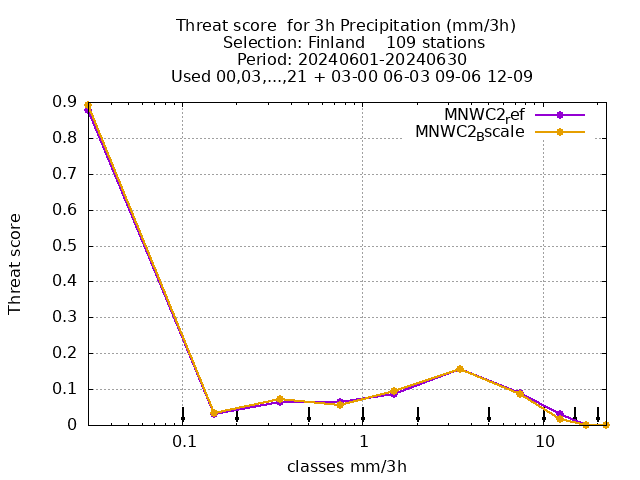 Threat score  for 3h Precipitation (mm/3h)
Selection: Finland    109 stations
Period: 20240601-20240630
Used 00,03,...,21 + 03-00 06-03 09-06 12-09
MNWC2ref
MNWC2Bscale
0.9
0.8
0.7
0.6
0.5
0.4
0.3
0.2
0.1
0
Threat score
0.1 1 10
classes mm/3h